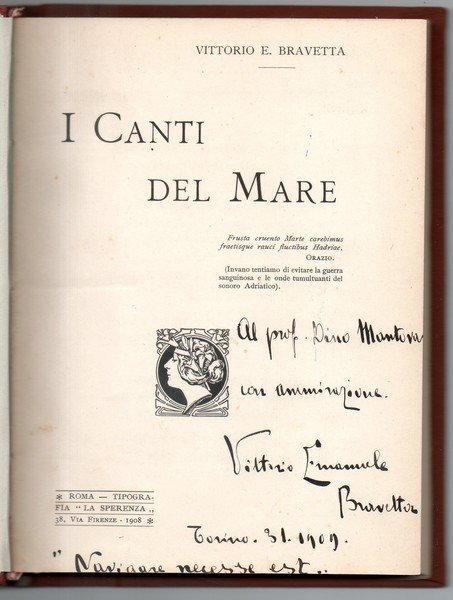 VITTORIO E. BRAVETTA
I CANTI
DEL MARE
Frusta cruento Marte carebimus
fractisque rauci fluctibus Hadriae.
ORAZIO.
(Invano tentiamo di evitare la guerra
sanguinosa e le onde tumultuanti del
sonoro Adriatico).
Al prof. Dino Mantova
con ammirazione.
Vittorio Emanuele
Bravetta
* ROMA — TIPOGRA-
FIA "LA SPERENZA„
38, VIA FIRENZE - 1908 *
Torino. 31. 1909.
"Navigare necesse est„